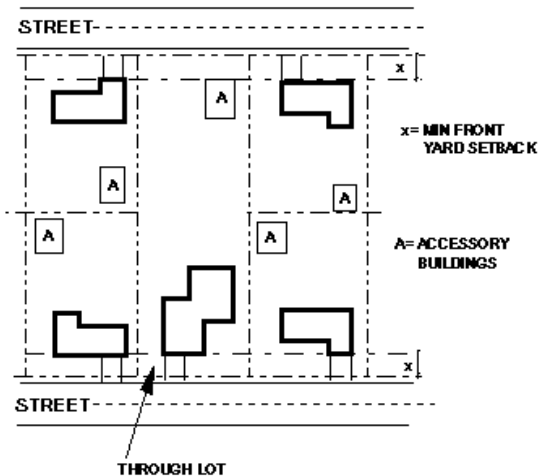 STREET
x
A
x= MIN FRONT
YARD SETBACK
A
A
A
A
A= ACCESSORY
BUILDINGS
x
STREET
THROUGH LOT